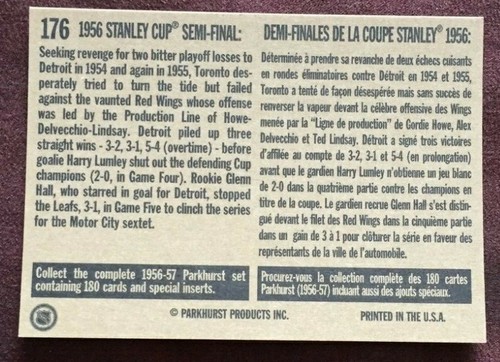 176 1956 STANLEY CUP® SEMI-FINAL:
Seeking revenge for two bitter playoff losses to
Detroit in 1954 and again in 1955, Toronto des-
perately tried to turn the tide but failed
against the vaunted Red Wings whose offense
was led by the Production Line of Howe-
Delvecchio-Lindsay. Detroit piled up three
straight wins - 3-2, 3-1, 5-4 (overtime) - before
goalie Harry Lumley shut out the defending Cup
champions (2-0, in Game Four). Rookie Glenn
Hall, who starred in goal for Detroit, stopped
the Leafs, 3-1, in Game Five to clinch the series
for the Motor City sextet.
Collect the complete 1956-57 Parkhurst set
containing 180 cards and special inserts.
DEMI-FINALES DE LA COUPE STANLEY® 1956:
Déterminée à prendre sa revanche de deux échecs cuisants
en rondes éliminatoires contre Détroit en 1954 et 1955,
Toronto a tenté de façon désespérée mais sans succès de
renverser la vapeur devant la célèbre offensive des Wings
menée par la "Ligne de production" de Gordie Howe, Alex
Delvecchio et Ted Lindsay. Détroit a signé trois victoires
d'affilée au compte de 3-2, 3-1 et 5-4 (en prolongation)
avant que le gardien Harry Lumley n'obtienne un jeu blanc
de 2-0 dans la quatrième partie contre les champions en
titre de la coupe. Le gardien recrue Glenn Hall s'est distin-
gué devant le filet des Red Wings dans la cinquième partie
dans un gain de 3 à 1 pour clôturer la série en faveur des
représentants de la ville de l'automobile.
Procurez-vous la collection complète des 180 cartes
Parkhurst (1956-57) incluant aussi des ajouts spéciaux.
© PARKHURST PRODUCTS INC.
PRINTED IN THE U.S.A.